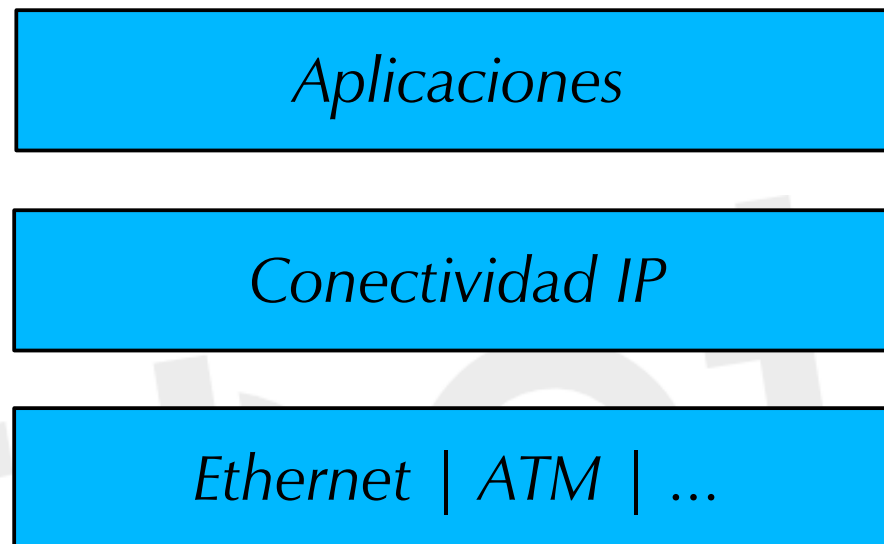 Aplicaciones
Conectividad IP
Ethernet | ATM | ...